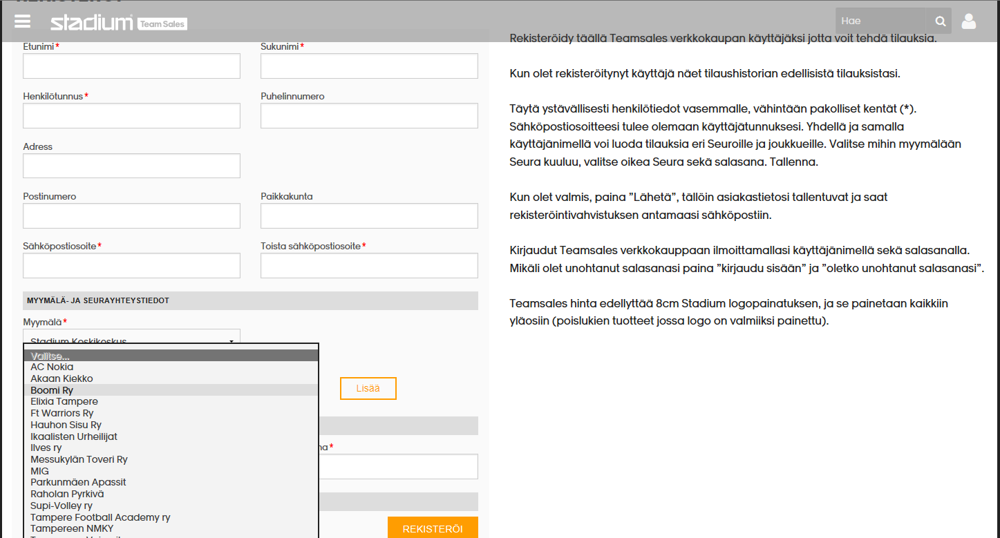 stadium Team Sales
Hae
Etunimi*
Sukunimi*
Henkilötunnus*
Puhelinnumero
Adress
Postinumero
Paikkakunta
Sähköpostiosoite*
Toista sähköpostiosoite*
MYYMÄLÄ- JA SEURAYHTEYSTIEDOT
Myymälä*
Stadium Koskikeskus
Valitse...
AC Nokia
Akaan Kiekko
Boomi Ry
Elixia Tampere
Ft Warriors Ry
Hauhon Sisu Ry
Ikaalisten Urheilijat
Ilves ry
Messukylän Toveri Ry
MIG
Parkunmäen Apassit
Raholan Pyrkivä
Supi-Volley ry
Tampere Football Academy ry
Tampereen NMKY
Lisää
na*
REKISTERÖI
Rekisteröidy täällä Teamsales verkkokaupan käyttäjäksi jotta voit tehdä tilauksia.
Kun olet rekisteröitynyt käyttäjä näet tilaushistorian edellisistä tilauksistasi.
Täytä ystävällisesti henkilötiedot vasemmalle, vähintään pakolliset kentät (*).
Sähköpostiosoitteesi tulee olemaan käyttäjätunnuksesi. Yhdellä ja samalla
käyttäjänimellä voi luoda tilauksia eri Seuroille ja joukkueille. Valitse mihin myymälään
Seura kuuluu, valitse oikea Seura sekä salasana. Tallenna.
Kun olet valmis, paina ”Lähetä”, tällöin asiakastietosi tallentuvat ja saat
rekisteröintivahvistuksen antamaasi sähköpostiin.
Kirjaudut Teamsales verkkokauppaan ilmoittamallasi käyttäjänimellä sekä salasanalla.
Mikäli olet unohtanut salasanasi paina ”kirjaudu sisään” ja ”oletko unohtanut salasanasi”.
Teamsales hinta edellyttää 8cm Stadium logopainatuksen, ja se painetaan kaikkiin
yläosiin (poislukien tuotteet jossa logo on valmiiksi painettu).